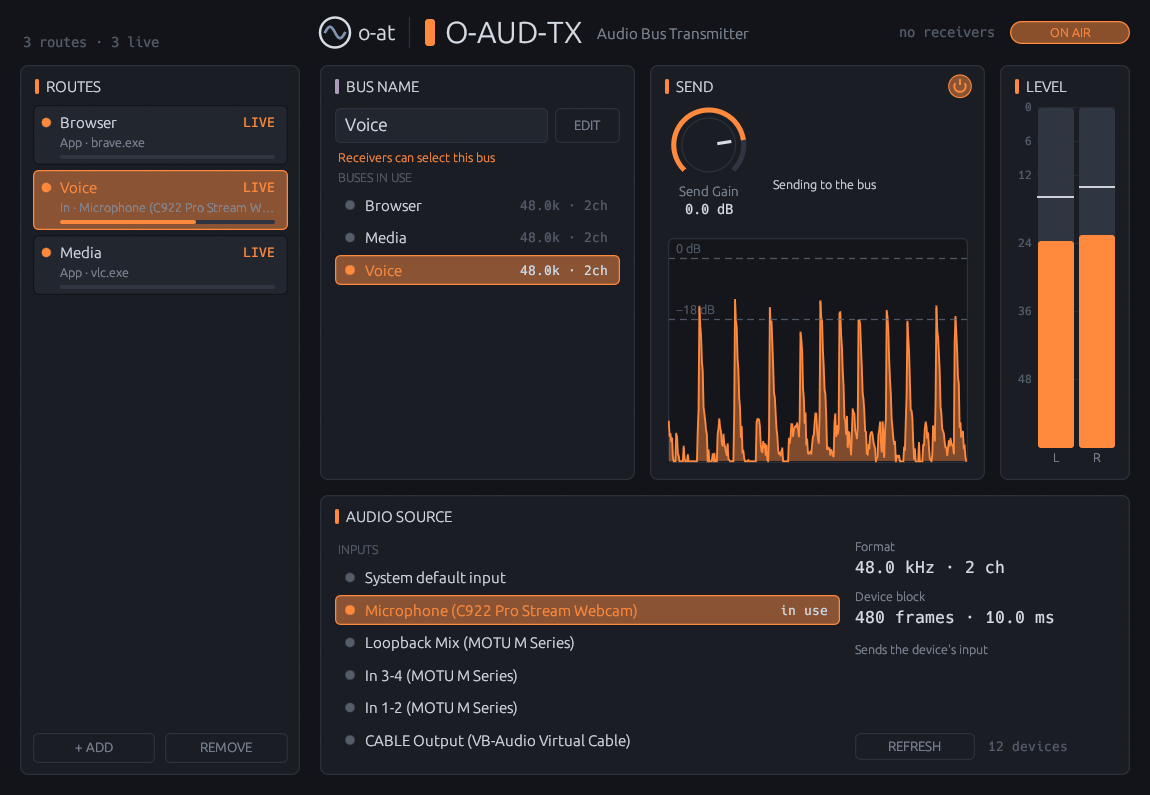 3 routes · 3 live
o-at
O-AUD-TX
Audio Bus Transmitter
no receivers
ON AIR
ROUTES
Browser
LIVE
App · brave.exe
Voice
LIVE
In · Microphone (C922 Pro Stream W…
Media
LIVE
App · vlc.exe
+ ADD
REMOVE
BUS NAME
Voice
EDIT
Receivers can select this bus
BUSES IN USE
Browser 48.0k · 2ch
Media 48.0k · 2ch
Voice 48.0k · 2ch
SEND
Send Gain
0.0 dB
Sending to the bus
0 dB
−18 dB
LEVEL
0
6
12
24
36
48
L R
AUDIO SOURCE
INPUTS
System default input
Microphone (C922 Pro Stream Webcam) in use
Loopback Mix (MOTU M Series)
In 3-4 (MOTU M Series)
In 1-2 (MOTU M Series)
CABLE Output (VB-Audio Virtual Cable)
Format
48.0 kHz · 2 ch
Device block
480 frames · 10.0 ms
Sends the device's input
REFRESH
12 devices